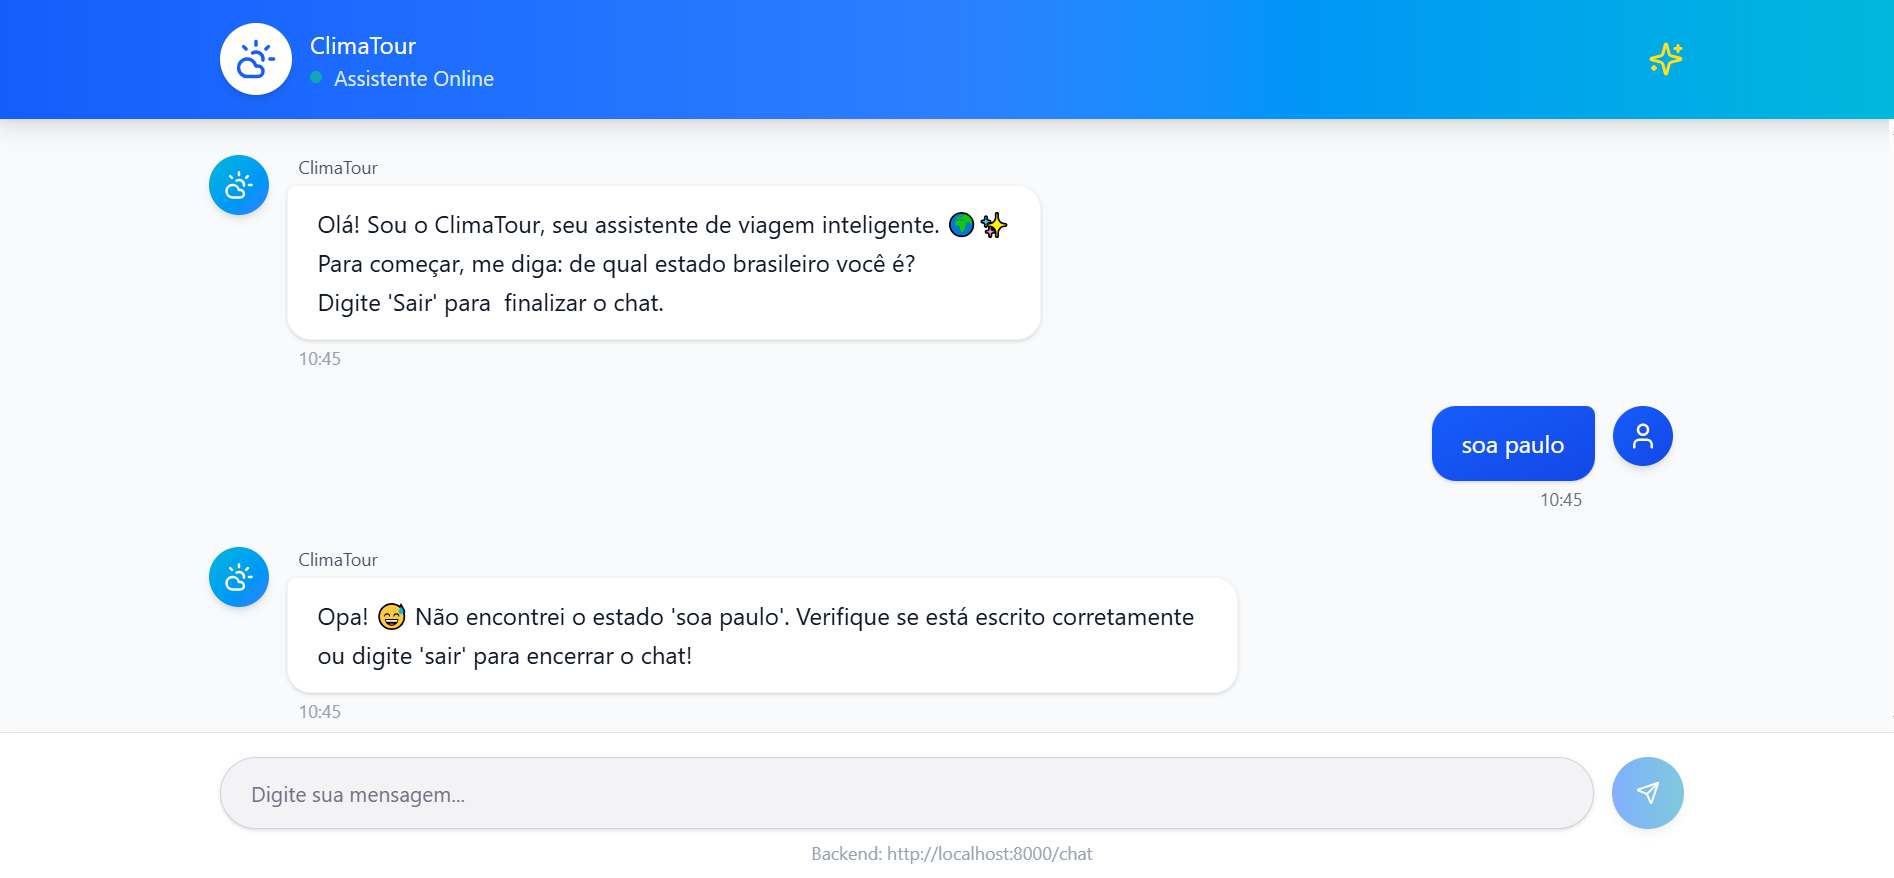 ClimaTour
Assistente Online
ClimaTour
Olá! Sou o ClimaTour, seu assistente de viagem inteligente. 🌍✨
Para começar, me diga: de qual estado brasileiro você é?
Digite 'Sair' para  finalizar o chat.
10:45
soa paulo
10:45
ClimaTour
Opa! 😅 Não encontrei o estado 'soa paulo'. Verifique se está escrito corretamente
ou digite 'sair' para encerrar o chat!
10:45
Digite sua mensagem...
Backend: http://localhost:8000/chat